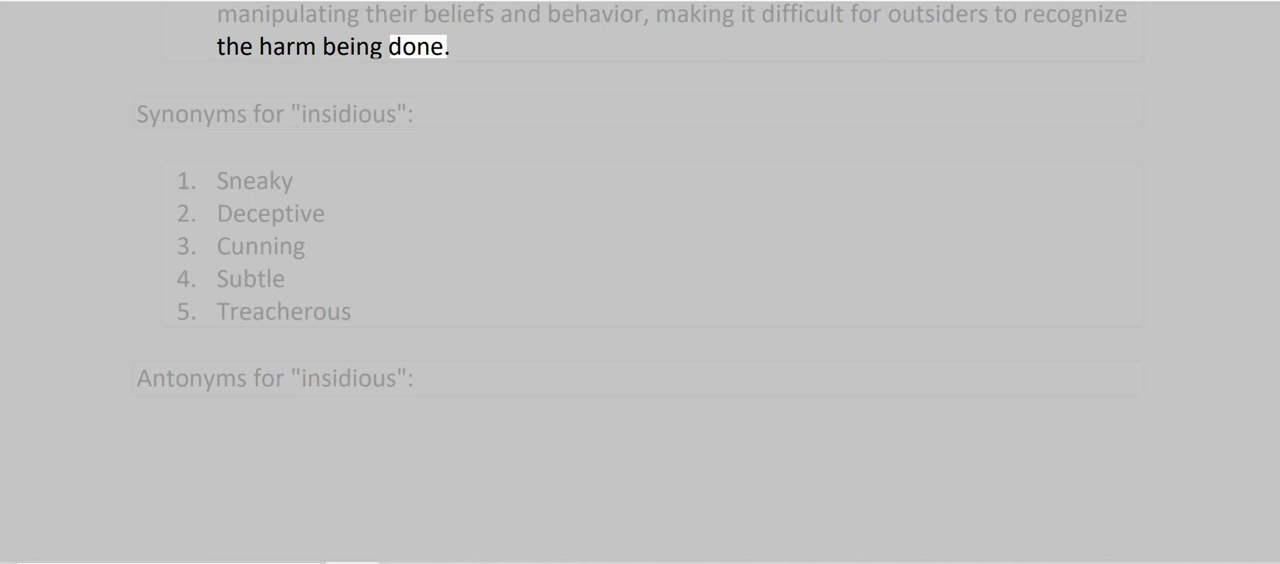 manipulating their beliefs and behavior, making it difficult for outsiders to recognize
the harm being done.
Synonyms for "insidious":
1. Sneaky
2. Deceptive
3. Cunning
4. Subtle
5. Treacherous
Antonyms for "insidious":